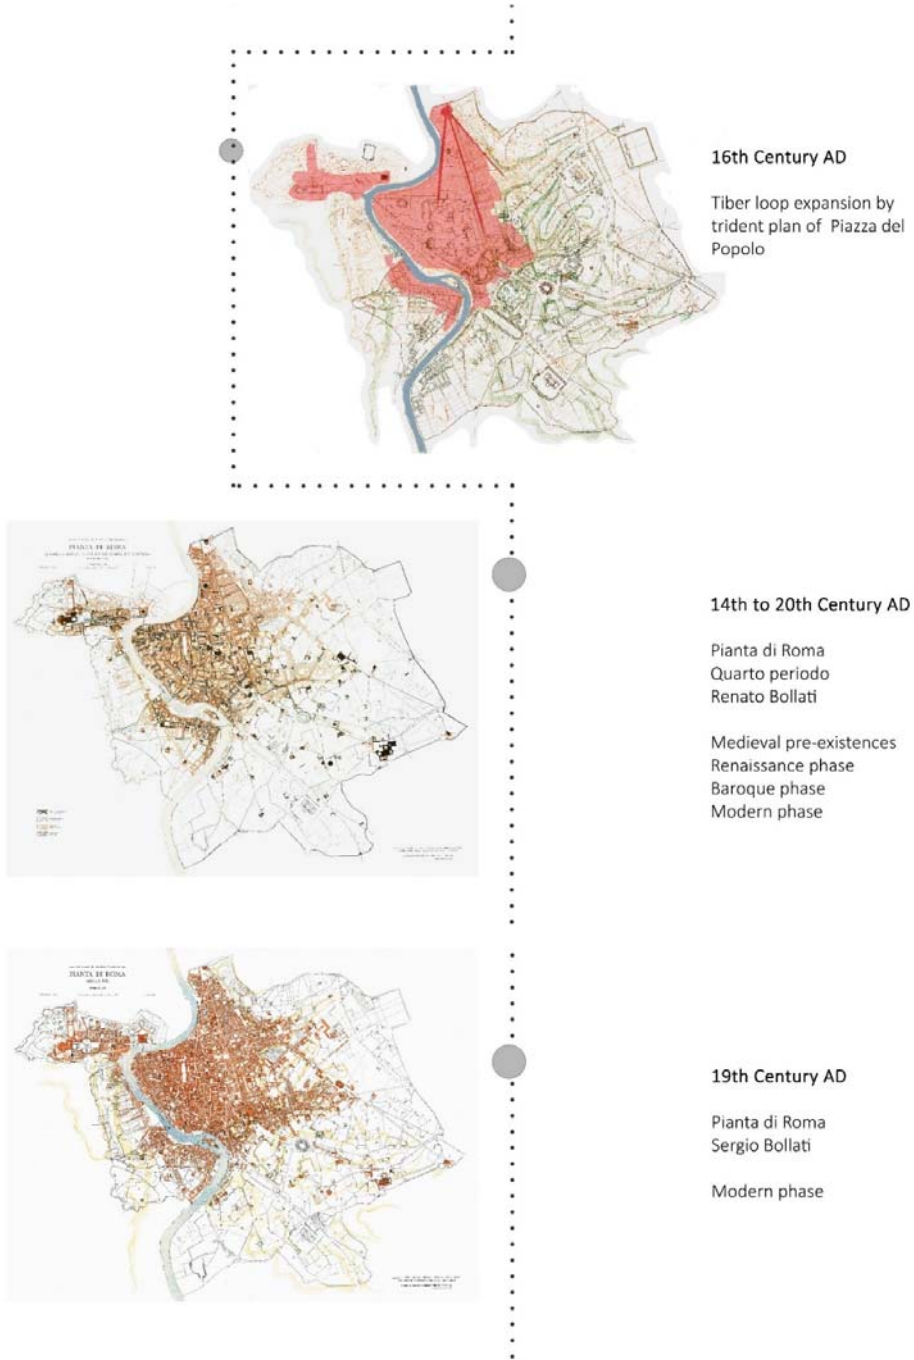 16th Century AD
Tiber loop expansion by
trident plan of Piazza del
Popolo
PIANTA DI ROMA
14th to 20th Century AD
Pianta di Roma
Quarto periodo
Renato Bollati
Medieval pre-existences
Renaissance phase
Baroque phase
Modern phase
PIANTA DI ROMA
19th Century AD
Pianta di Roma
Sergio Bollati
Modern phase